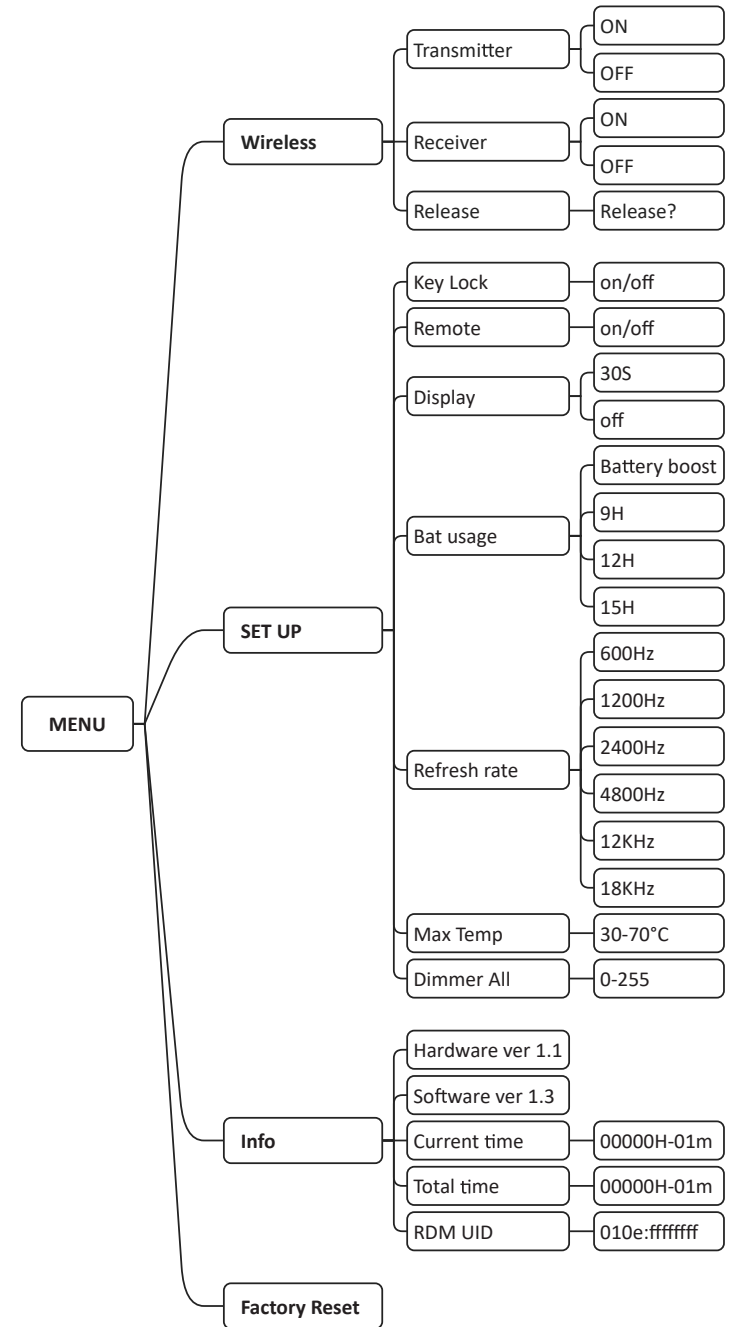 MENU
Wireless
Transmitter
ON
OFF
Receiver
ON
OFF
Release
Release?
SET UP
Key Lock
on/off
Remote
on/off
Display
30S
off
Bat usage
Battery boost
9H
12H
15H
Refresh rate
600Hz
1200Hz
2400Hz
4800Hz
12KHz
18KHz
Max Temp
30-70°C
Dimmer All
0-255
Info
Hardware ver 1.1
Software ver 1.3
Current time
00000H-01m
Total time
00000H-01m
RDM UID
010e:ffffffff
Factory Reset